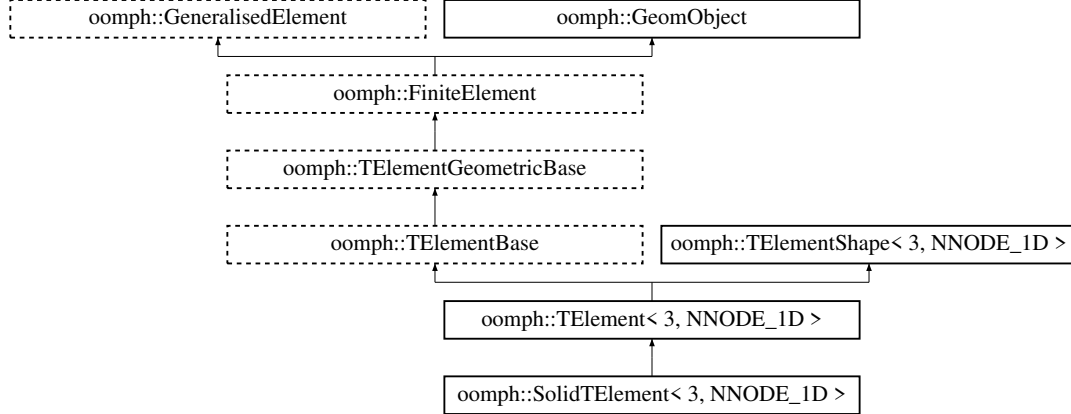 oomph::GeneralisedElement
oomph::GeomObject
oomph::FiniteElement
oomph::TElementGeometricBase
oomph::TElementBase
oomph::TElementShape< 3, NNODE_1D >
oomph::TElement< 3, NNODE_1D >
oomph::SolidTElement< 3, NNODE_1D >